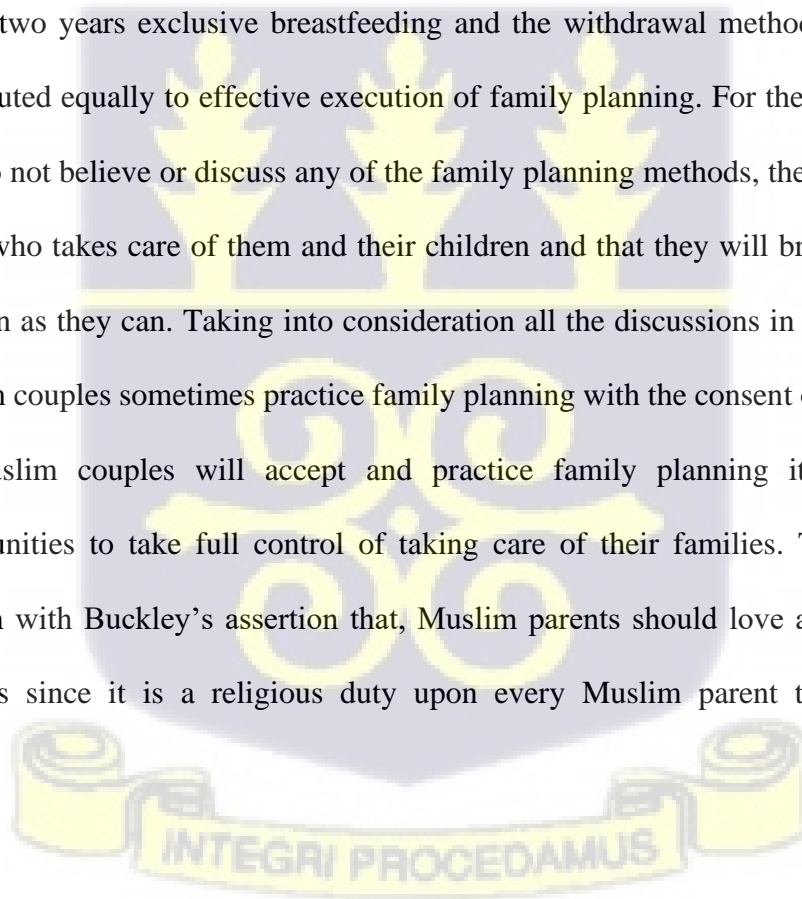 two years exclusive breastfeeding and the withdrawal metho
uted equally to effective execution of family planning. For the
not believe or discuss any of the family planning methods, the
who takes care of them and their children and that they will br
n as they can. Taking into consideration all the discussions in
couples sometimes practice family planning with the consent
uslim couples will accept and practice family planning it
unities to take full control of taking care of their families.
with Buckley's assertion that, Muslim parents should love a
s since it is a religious duty upon every Muslim parent t
INTEGRI PROCEDAMUS